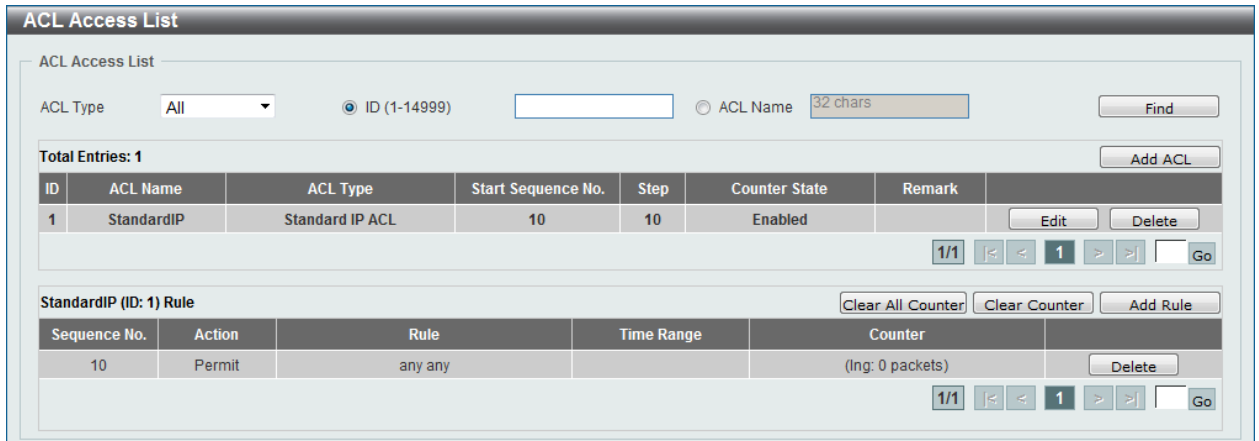 ACL Access List
ACL Access List
ACL Type All ID (1-14999) ACL Name 32 chars Find
Total Entries: 1 Add ACL
ID ACL Name ACL Type Start Sequence No. Step Counter State Remark
1 StandardIP Standard IP ACL 10 10 Enabled Edit Delete
1/1 |< < 1 > >| Go
StandardIP (ID: 1) Rule Clear All Counter Clear Counter Add Rule
Sequence No. Action Rule Time Range Counter
10 Permit any any (Ing: 0 packets) Delete
1/1 |< < 1 > >| Go